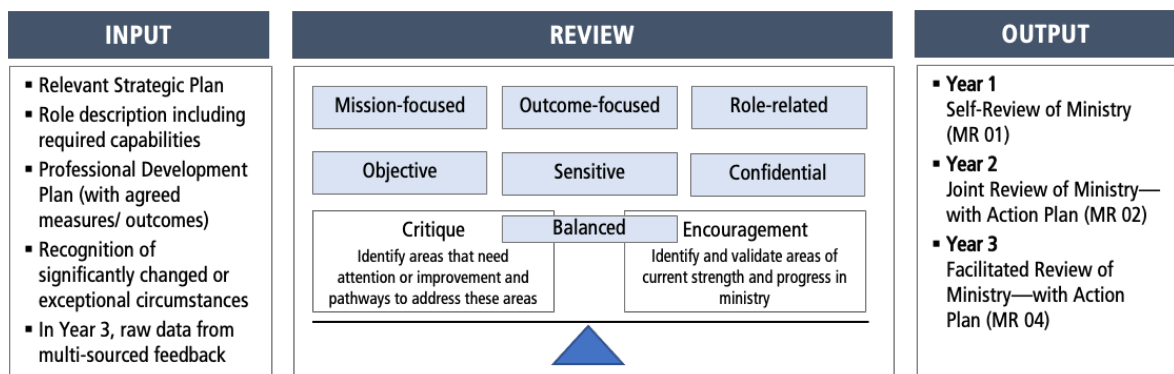 INPUT
▪ Relevant Strategic Plan
▪ Role description including
required capabilities
▪ Professional Development
Plan (with agreed
measures/ outcomes)
▪ Recognition of
significantly changed or
exceptional circumstances
▪ In Year 3, raw data from
multi-sourced feedback
REVIEW
Mission-focused
Outcome-focused
Role-related
Objective
Sensitive
Confidential
Balanced
Critique
Identify areas that need
attention or improvement and
pathways to address these areas
Encouragement
Identify and validate areas of
current strength and progress in
ministry
OUTPUT
▪ Year 1
Self-Review of Ministry
(MR 01)
▪ Year 2
Joint Review of Ministry—
with Action Plan (MR 02)
▪ Year 3
Facilitated Review of
Ministry—with Action
Plan (MR 04)